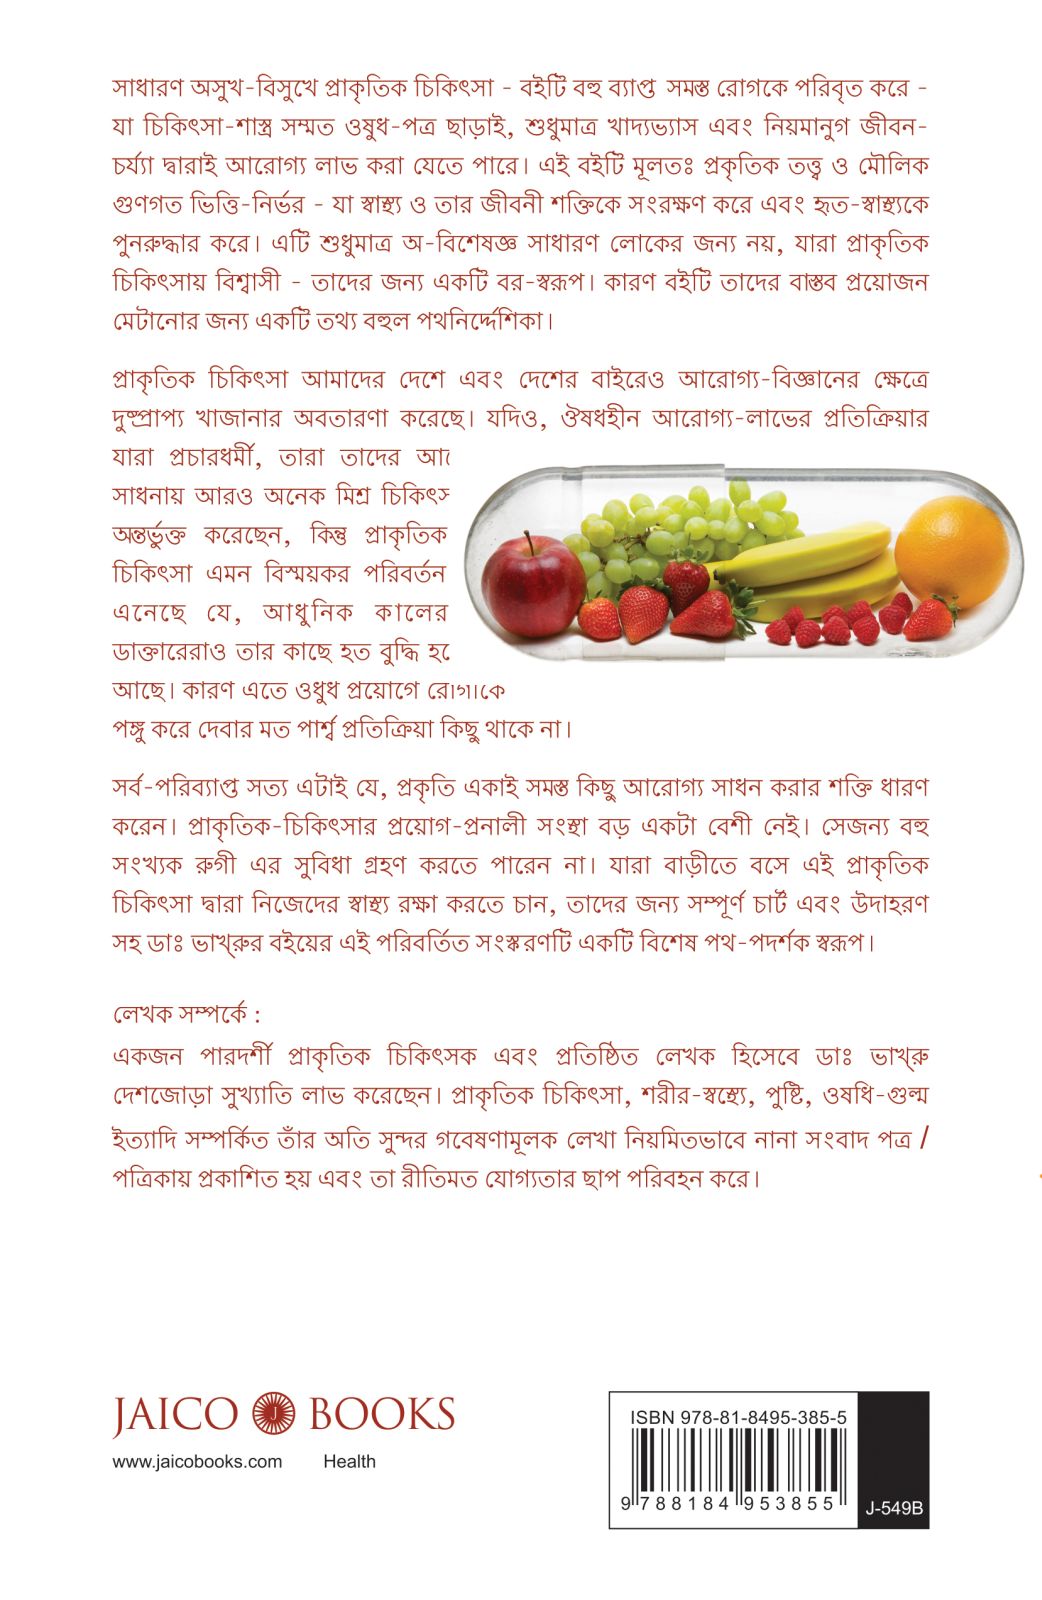 সাধারণ অসুখ-বিসুখে প্রাকৃতিক চিকিৎসা - বইটি বহু ব্যাপ্ত সমস্ত রোগকে পরিবৃত করে -
যা চিকিৎসা-শাস্ত্র সম্মত ওষুধ-পত্র ছাড়াই, শুধুমাত্র খাদ্যভ্যাস এবং নিয়মানুগ জীবন-
চর্য্যা দ্বারাই আরোগ্য লাভ করা যেতে পারে। এই বইটি মূলতঃ প্রকৃতিক তত্ত্ব ও মৌলিক
গুণগত ভিত্তি-নির্ভর - যা স্বাস্থ্য ও তার জীবনী শক্তিকে সংরক্ষণ করে এবং হৃত-স্বাস্থ্যকে
পুনরুদ্ধার করে। এটি শুধুমাত্র অ-বিশেষজ্ঞ সাধারণ লোকের জন্য নয়, যারা প্রাকৃতিক
চিকিৎসায় বিশ্বাসী - তাদের জন্য একটি বর-স্বরূপ। কারণ বইটি তাদের বাস্তব প্রয়োজন
মেটানোর জন্য একটি তথ্য বহুল পথনির্দ্দেশিকা।
প্রাকৃতিক চিকিৎসা আমাদের দেশে এবং দেশের বাইরেও আরোগ্য-বিজ্ঞানের ক্ষেত্রে
দুষ্প্রাপ্য খাজানার অবতারণা করেছে। যদিও, ঔষধহীন আরোগ্য-লাভের প্রতিক্রিয়ার
যারা প্রচারধর্মী, তারা তাদের
সাধনায় আরও অনেক মিশ্র
অন্তর্ভুক্ত করেছেন, কিন্তু প্রাকৃতিক
চিকিৎসা এমন বিস্ময়কর পরিবর্তন
এনেছে যে, আধুনিক কালের
ডাক্তারেরাও তার কাছে হত বুদ্ধি
আছে। কারণ এতে ওধুধ প্রয়োগে রোগীকে
পঙ্গু করে দেবার মত পার্শ্ব প্রতিক্রিয়া কিছু থাকে না।
সর্ব-পরিব্যাপ্ত সত্য এটাই যে, প্রকৃতি একাই সমস্ত কিছু আরোগ্য সাধন করার শক্তি ধারণ
করেন। প্রাকৃতিক-চিকিৎসার প্রয়োগ-প্রনালী সংস্থা বড় একটা বেশী নেই। সেজন্য বহু
সংখ্যক রুগী এর সুবিধা গ্রহণ করতে পারেন না। যারা বাড়ীতে বসে এই প্রাকৃতিক
চিকিৎসা দ্বারা নিজেদের স্বাস্থ্য রক্ষা করতে চান, তাদের জন্য সম্পূর্ণ চার্ট এবং উদাহরণ
সহ ডাঃ ভাখ্‌রুর বইয়ের এই পরিবর্তিত সংস্করণটি একটি বিশেষ পথ-পদর্শক স্বরূপ।
লেখক সম্পর্কে :
একজন পারদর্শী প্রাকৃতিক চিকিৎসক এবং প্রতিষ্ঠিত লেখক হিসেবে ডাঃ ভাখ্‌রু
দেশজোড়া সুখ্যাতি লাভ করেছেন। প্রাকৃতিক চিকিৎসা, শরীর-স্বস্থ্যে, পুষ্টি, ওষধি-গুল্ম
ইত্যাদি সম্পর্কিত তাঁর অতি সুন্দর গবেষণামূলক লেখা নিয়মিতভাবে নানা সংবাদ পত্র /
পত্রিকায় প্রকাশিত হয় এবং তা রীতিমত যোগ্যতার ছাপ পরিবহন করে।
JAICO BOOKS
www.jaicobooks.com Health
ISBN 978-81-8495-385-5
9 788184 953855
J-549B